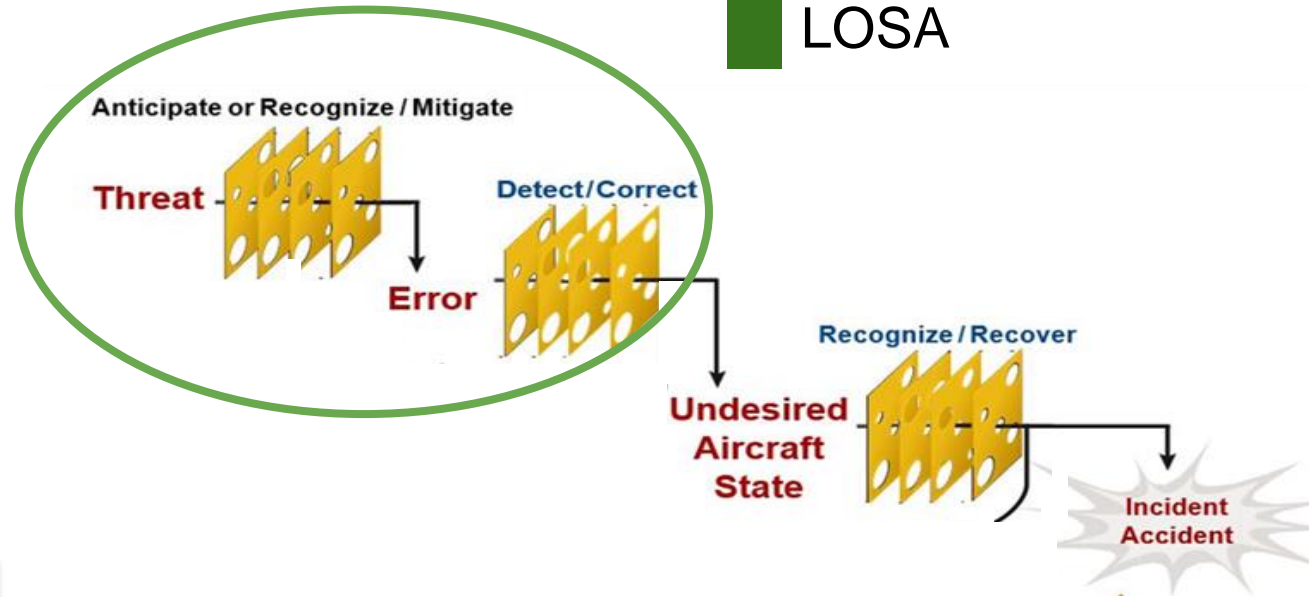 LOSA
Anticipate or Recognize / Mitigate
Threat
Detect/Correct
Error
Recognize / Recover
Undesired
Aircraft
State
Incident
Accident